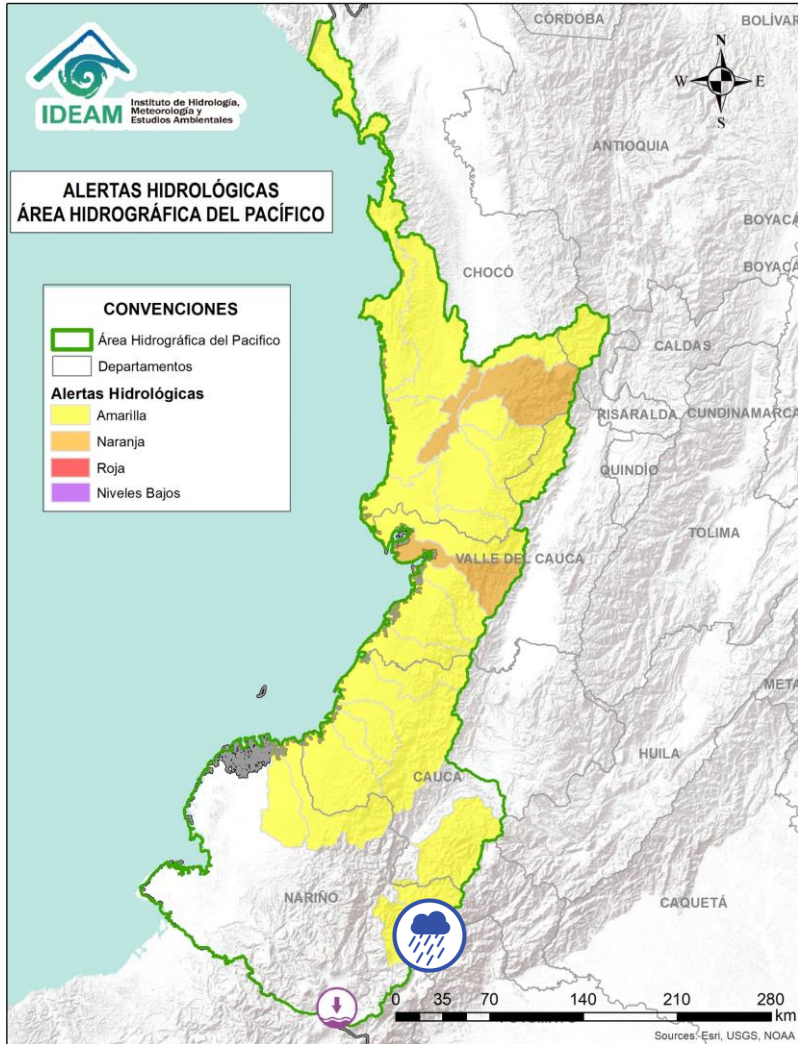 CÓRDOBA
BOLÍVAR
N
W E
S
IDEAM
Instituto de Hidrología,
Meteorología y
Estudios Ambientales
ANTIOQUIA
ALERTAS HIDROLÓGICAS
ÁREA HIDROGRÁFICA DEL PACÍFICO
BOYACÁ
BOYACÁ
CHOCÓ
CONVENCIONES
Área Hidrográfica del Pacífico
Departamentos
Alertas Hidrológicas
Amarilla
Naranja
Roja
Niveles Bajos
CALDAS
RISARALDA
CUNDINAMARCA
QUINDÍO
TOLIMA
VALLE DEL CAUCA
META
HUILA
CAUCA
NARIÑO
CAQUETÁ
0 35 70 140 210 280
km
Sources: Esri, USGS, NOAA